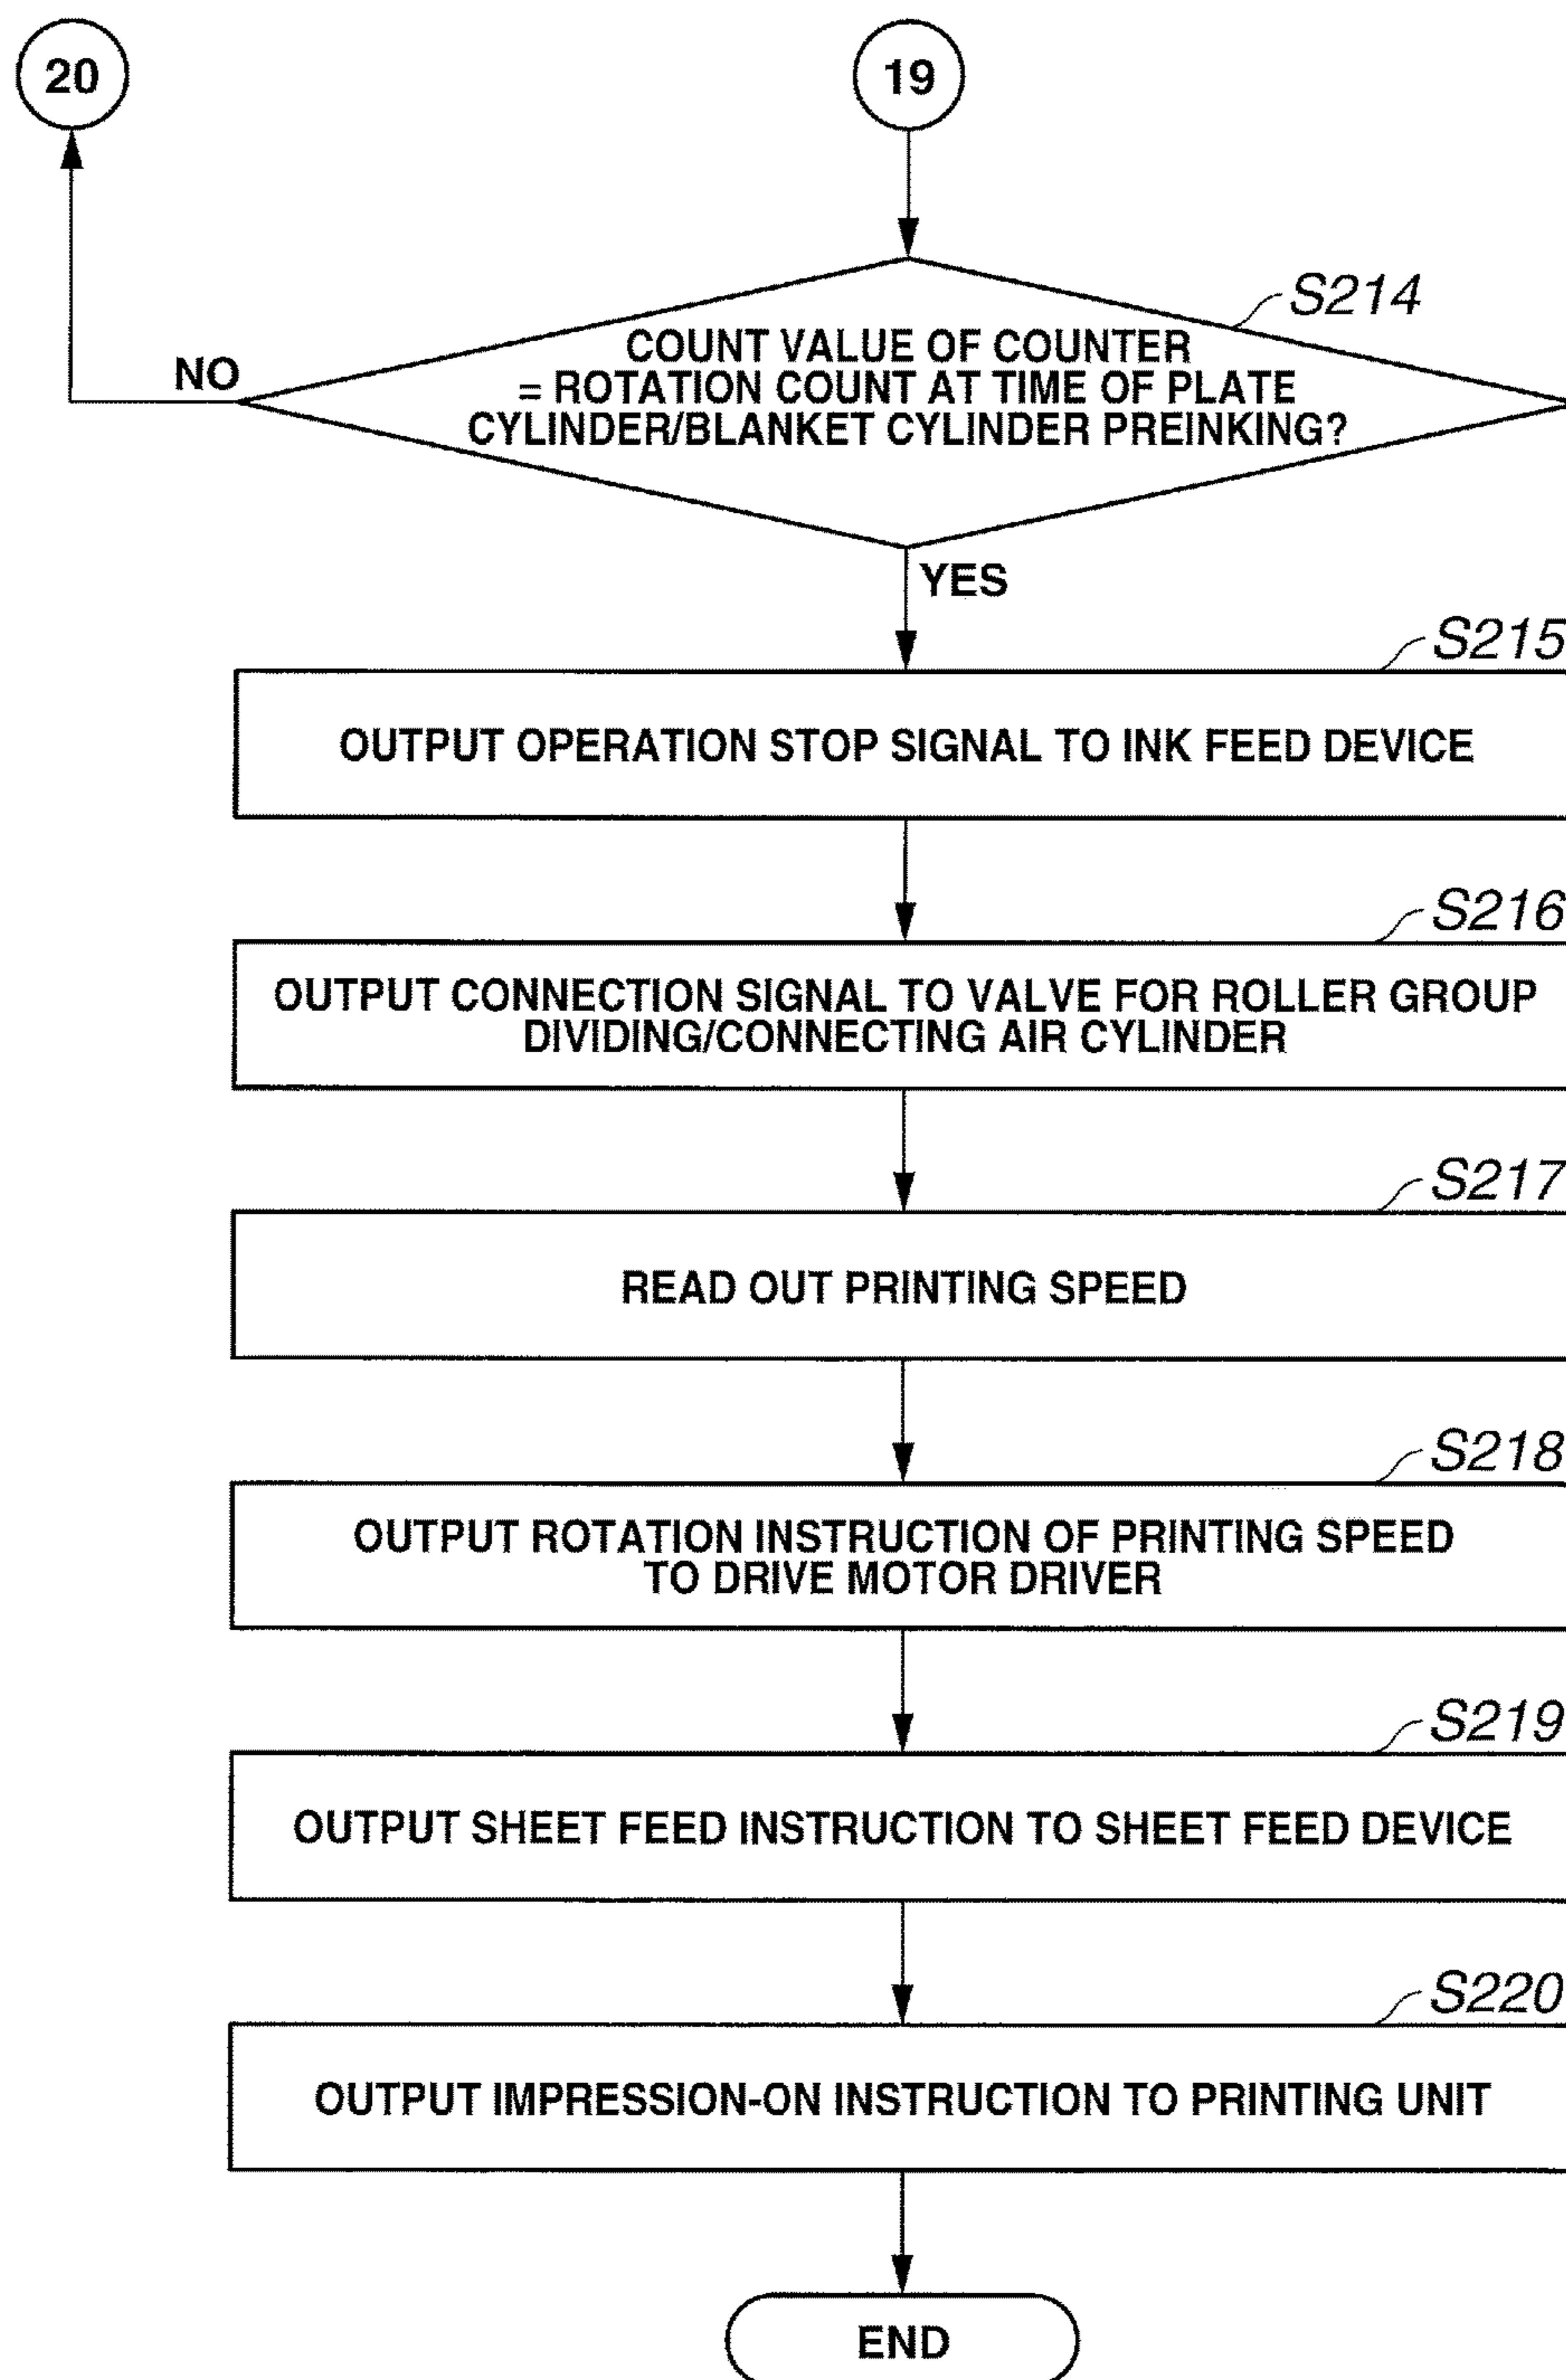 20
19
S214
COUNT VALUE OF COUNTER
= ROTATION COUNT AT TIME OF PLATE
CYLINDER/BLANKET CYLINDER PREINKING?
NO
YES
S215
OUTPUT OPERATION STOP SIGNAL TO INK FEED DEVICE
S216
OUTPUT CONNECTION SIGNAL TO VALVE FOR ROLLER GROUP
DIVIDING/CONNECTING AIR CYLINDER
S217
READ OUT PRINTING SPEED
S218
OUTPUT ROTATION INSTRUCTION OF PRINTING SPEED
TO DRIVE MOTOR DRIVER
S219
OUTPUT SHEET FEED INSTRUCTION TO SHEET FEED DEVICE
S220
OUTPUT IMPRESSION-ON INSTRUCTION TO PRINTING UNIT
END